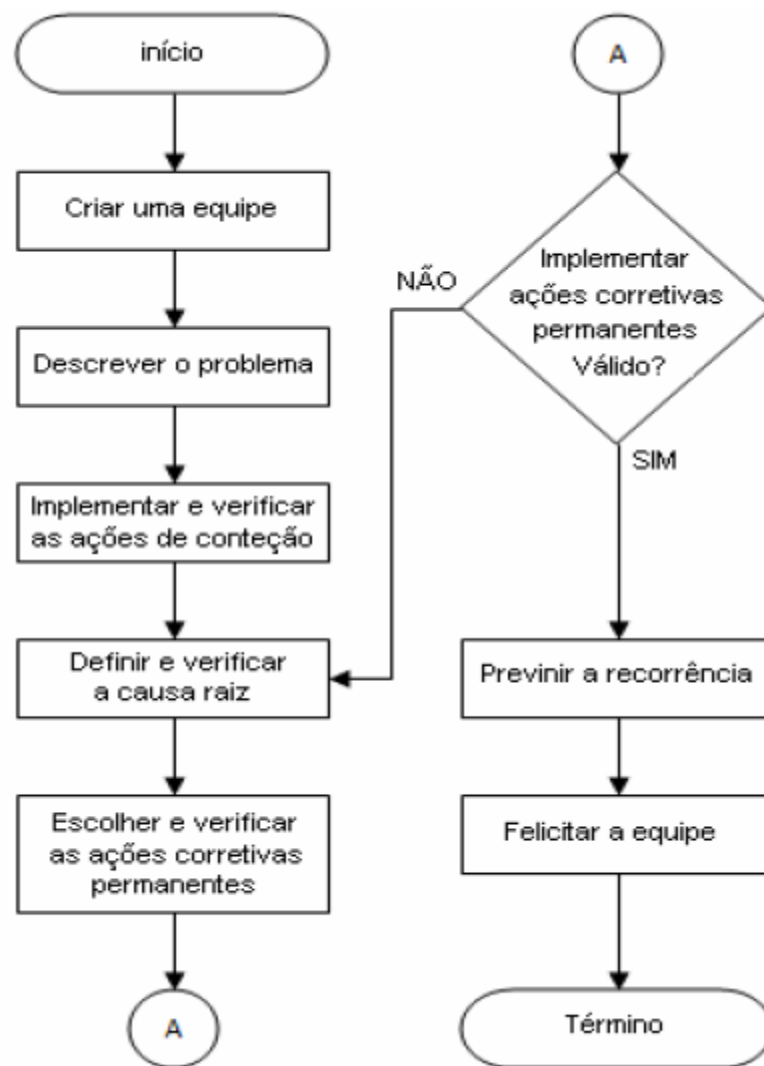 início
Criar uma equipe
Descrever o problema
Implementar e verificar
as ações de conteção
Definir e verificar
a causa raiz
Escolher e verificar
as ações corretivas
permanentes
A
A
Implementar
ações corretivas
permanentes
Válido?
NÃO
SIM
Previnir a recorrência
Felicitar a equipe
Término